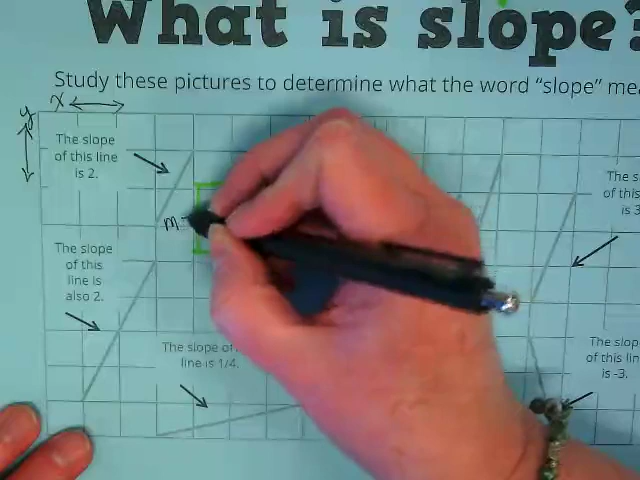 What is slope?
Study these pictures to determine what the word “slope” mea
x
y
The slope
of this line
is 2.
The s
of this
is 3
m=
The slope
of this
line is
also 2.
The slope of
line is 1/4.
The slop
of this lin
is -3.